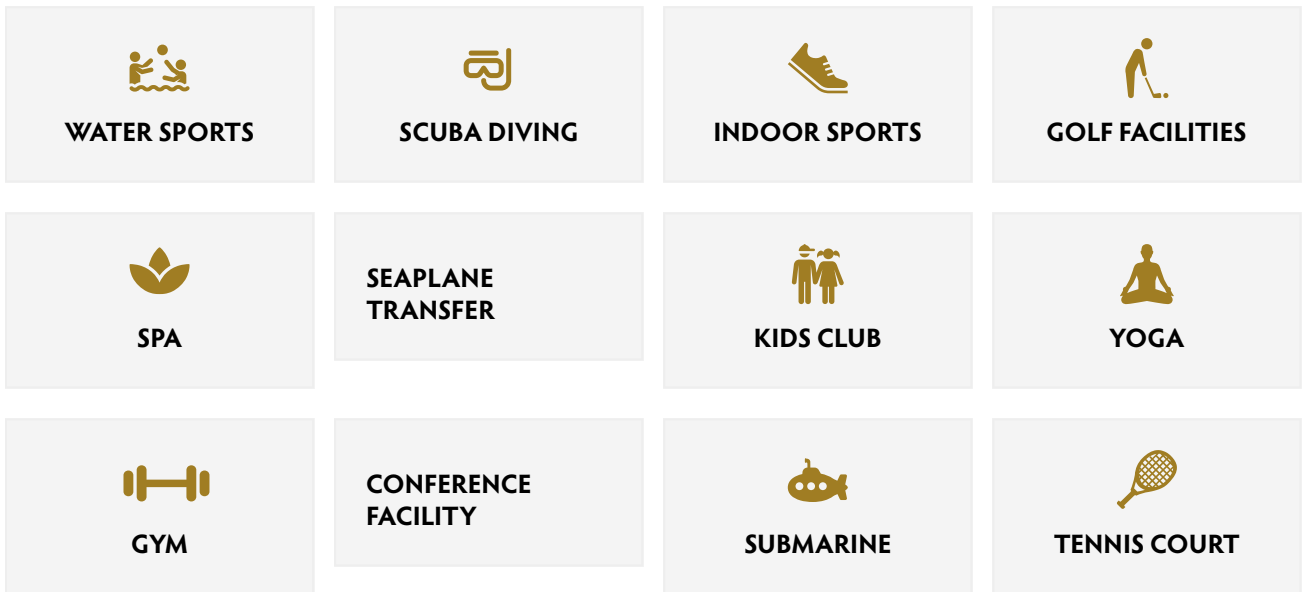 WATER SPORTS
SCUBA DIVING
INDOOR SPORTS
GOLF FACILITIES
SPA
SEAPLANE
TRANSFER
KIDS CLUB
YOGA
GYM
CONFERENCE
FACILITY
SUBMARINE
TENNIS COURT